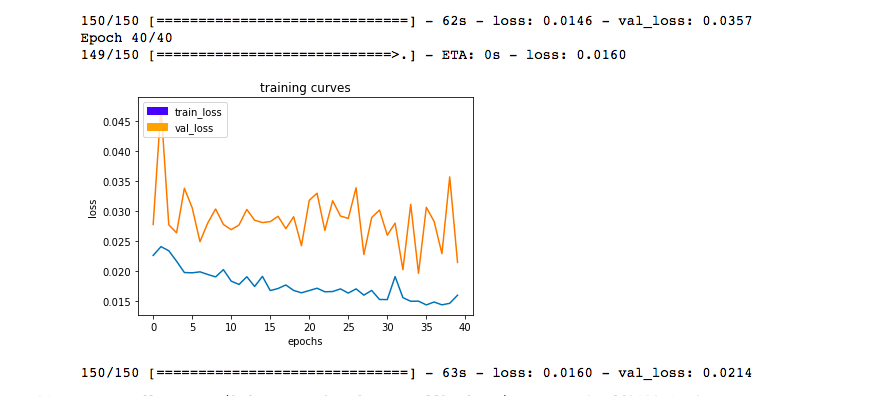 150/150 [==============================] - 62s - loss: 0.0146 - val_loss: 0.0357
Epoch 40/40
149/150 [============================>.] - ETA: 0s - loss: 0.0160
training curves
train_loss
val_loss
0.045
0.040
0.035
0.030
0.025
0.020
0.015
loss
0 5 10 15 20 25 30 35 40
epochs
150/150 [==============================] - 63s - loss: 0.0160 - val_loss: 0.0214